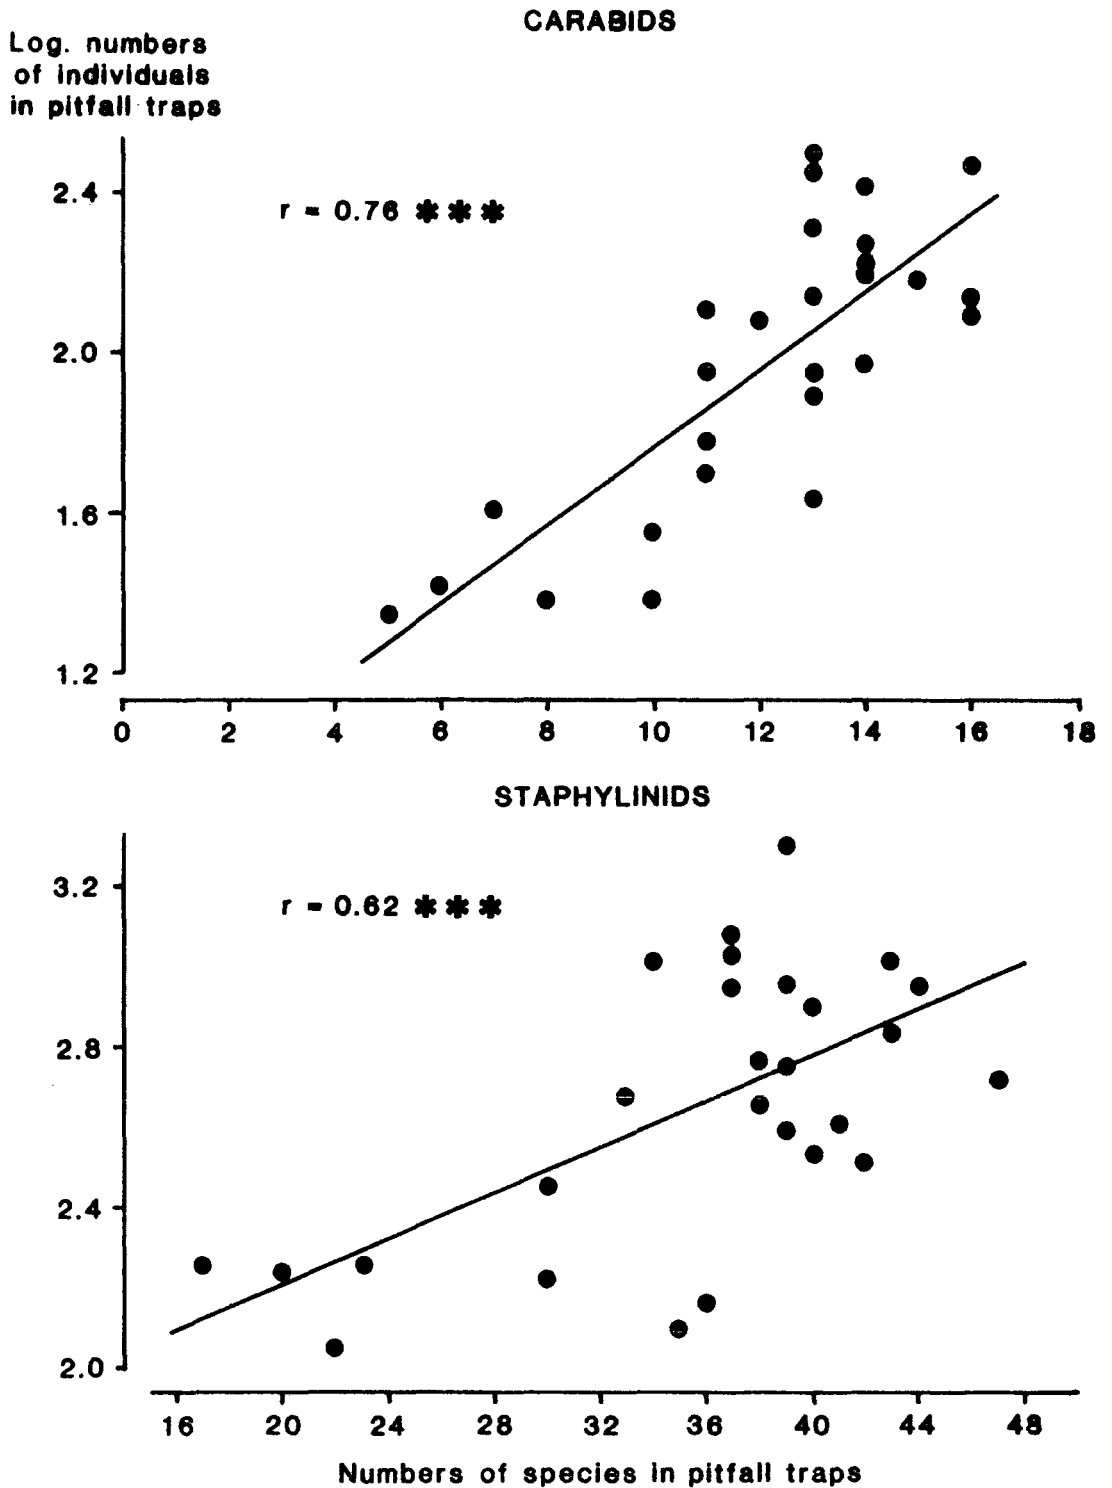 CARABIDS
Log. numbers
of individuals
in pitfall traps
2.4
r = 0.76 ***
2.0
1.6
1.2
0 2 4 6 8 10 12 14 16 18
STAPHYLINIDS
3.2
r = 0.62 ***
2.8
2.4
2.0
16 20 24 28 32 36 40 44 48
Numbers of species in pitfall traps